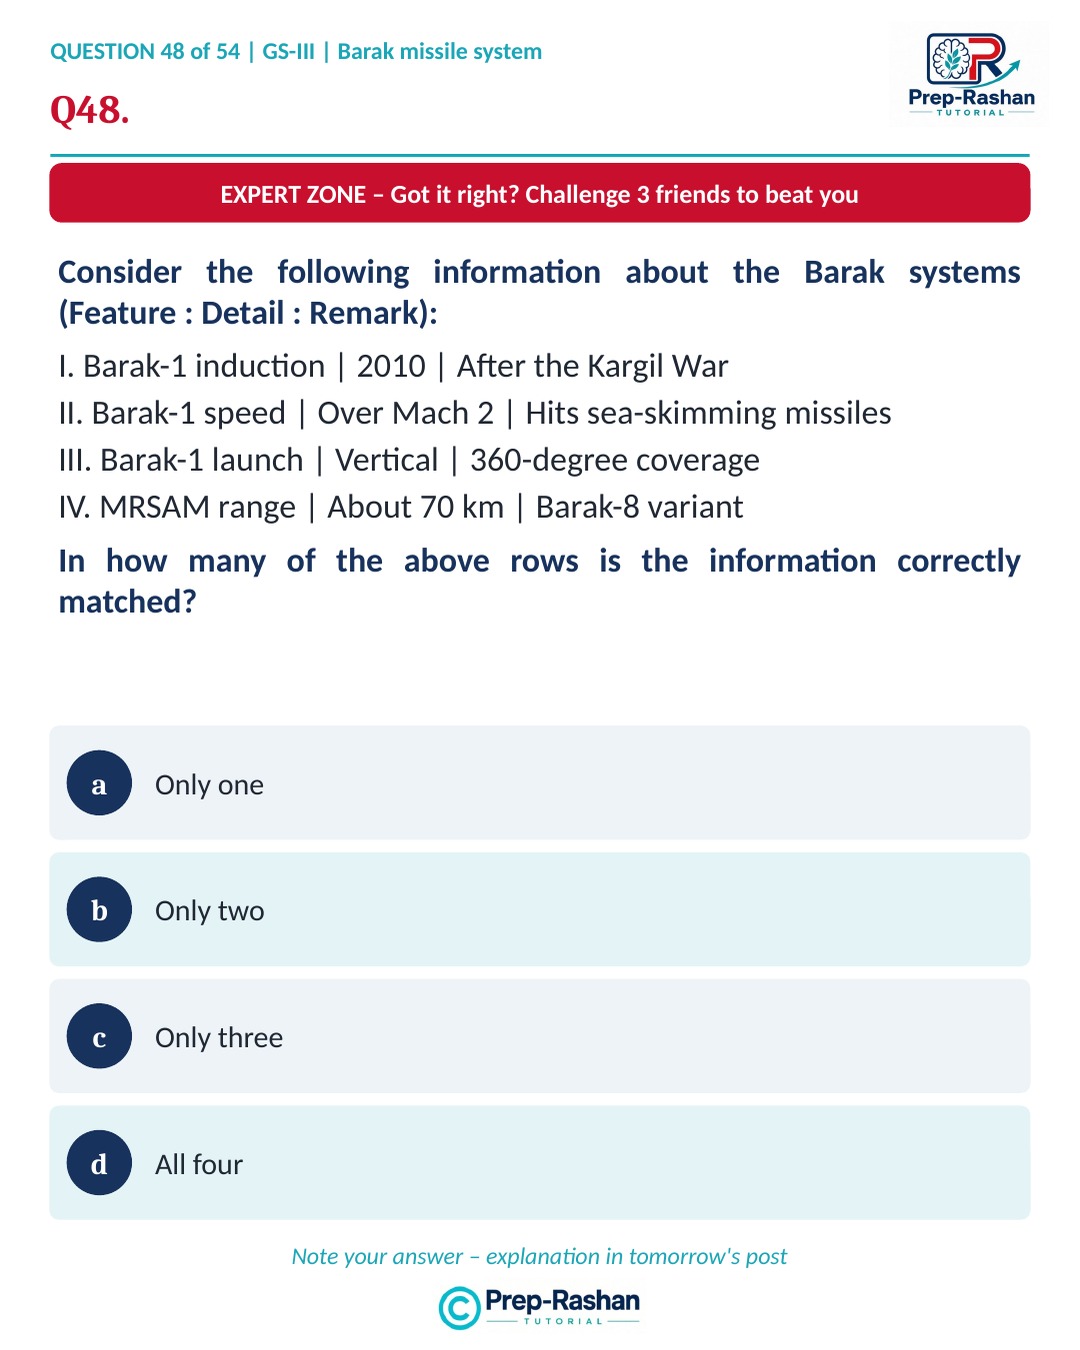 QUESTION 48 of 54 | GS-III | Barak missile system
Prep-Rashan
TUTORIAL
Q48.
EXPERT ZONE – Got it right? Challenge 3 friends to beat you
Consider the following information about the Barak systems
(Feature : Detail : Remark):
I. Barak-1 induction | 2010 | After the Kargil War
II. Barak-1 speed | Over Mach 2 | Hits sea-skimming missiles
III. Barak-1 launch | Vertical | 360-degree coverage
IV. MRSAM range | About 70 km | Barak-8 variant
In how many of the above rows is the information correctly
matched?
a Only one
b Only two
c Only three
d All four
Note your answer – explanation in tomorrow's post
© Prep-Rashan
TUTORIAL